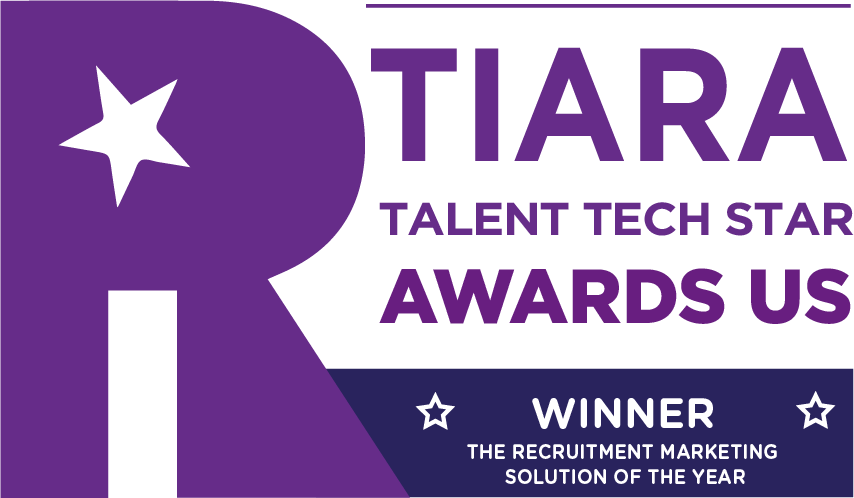 TIARA
TALENT TECH STAR
AWARDS US
WINNER
THE RECRUITMENT MARKETING
SOLUTION OF THE YEAR